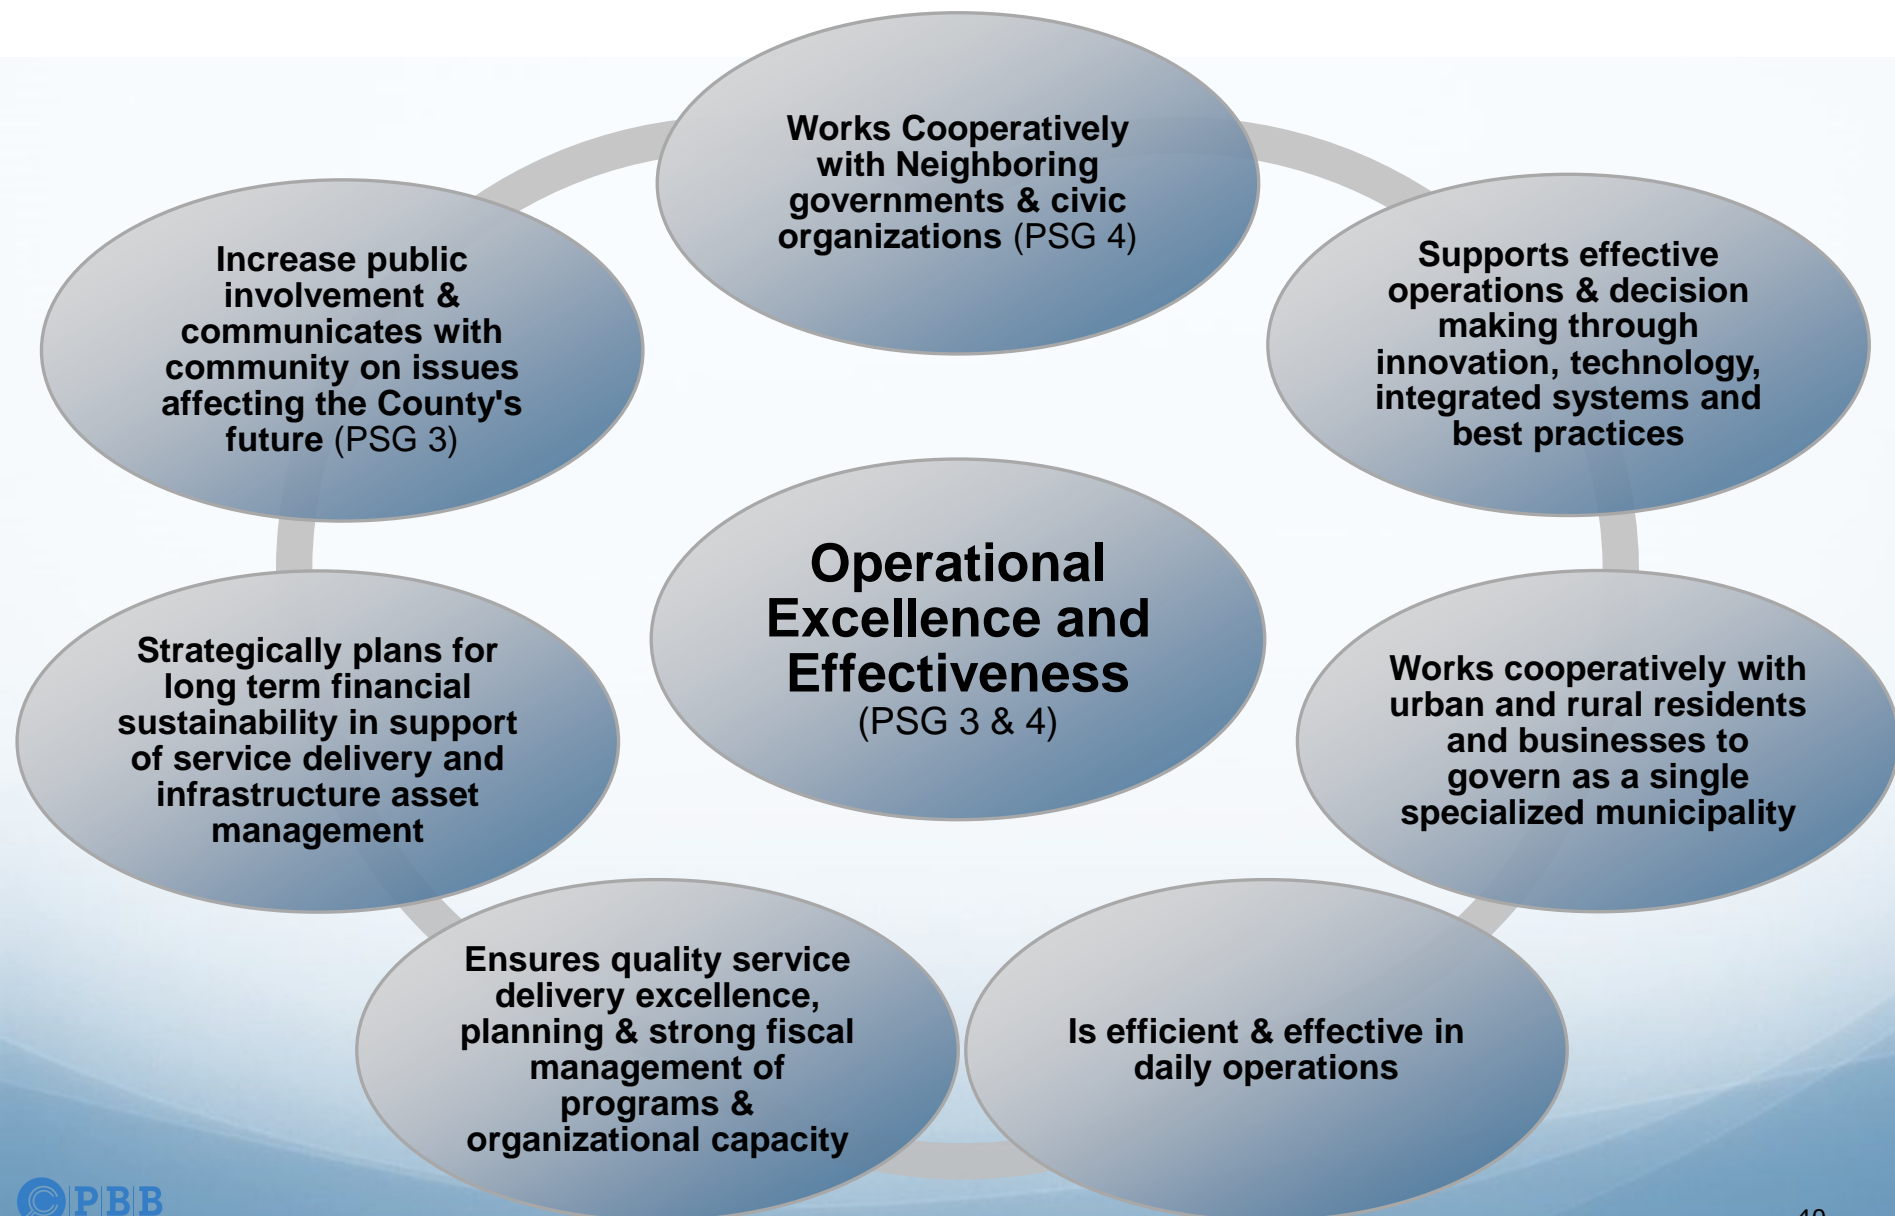 Works Cooperatively
with Neighboring
governments & civic
organizations (PSG 4)
Supports effective
operations & decision
making through
innovation, technology,
integrated systems and
best practices
Works cooperatively with
urban and rural residents
and businesses to
govern as a single
specialized municipality
Is efficient & effective in
daily operations
Ensures quality service
delivery excellence,
planning & strong fiscal
management of
programs &
organizational capacity
Strategically plans for
long term financial
sustainability in support
of service delivery and
infrastructure asset
management
Increase public
involvement &
communicates with
community on issues
affecting the County's
future (PSG 3)
Operational
Excellence and
Effectiveness
(PSG 3 & 4)
PBB